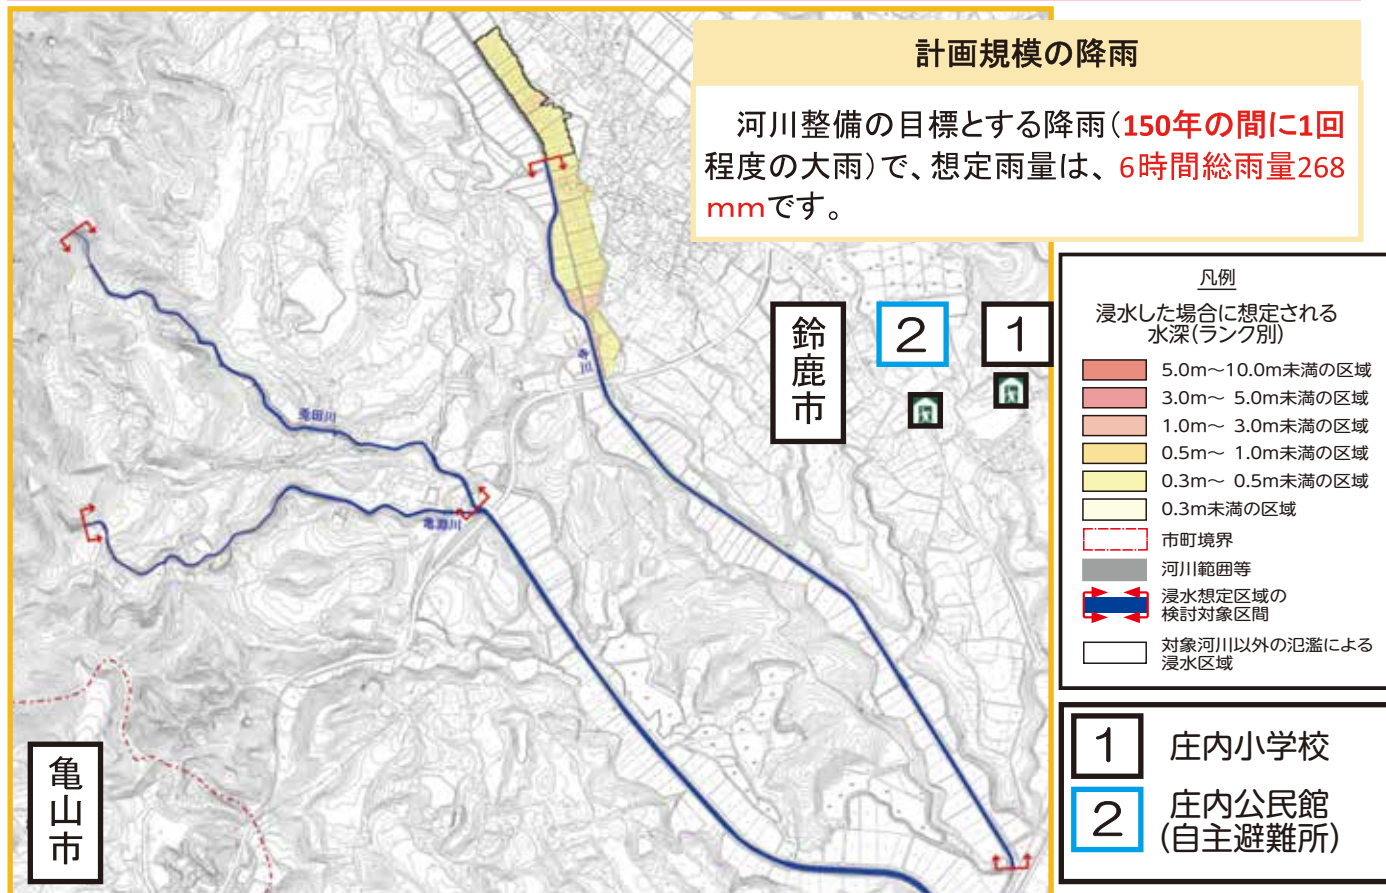 計画規模の降雨
河川整備の目標とする降雨(150年の間に1回
程度の大雨)で、想定雨量は、6時間総雨量268
mmです。
鈴鹿市
2
1
亀山市
凡例
浸水した場合に想定される
水深(ランク別)
5.0m～10.0m未満の区域
3.0m～ 5.0m未満の区域
1.0m～ 3.0m未満の区域
0.5m～ 1.0m未満の区域
0.3m～ 0.5m未満の区域
0.3m未満の区域
市町境界
河川範囲等
浸水想定区域の
検討対象区間
対象河川以外の氾濫による
浸水区域
1 庄内小学校
2 庄内公民館
(自主避難所)